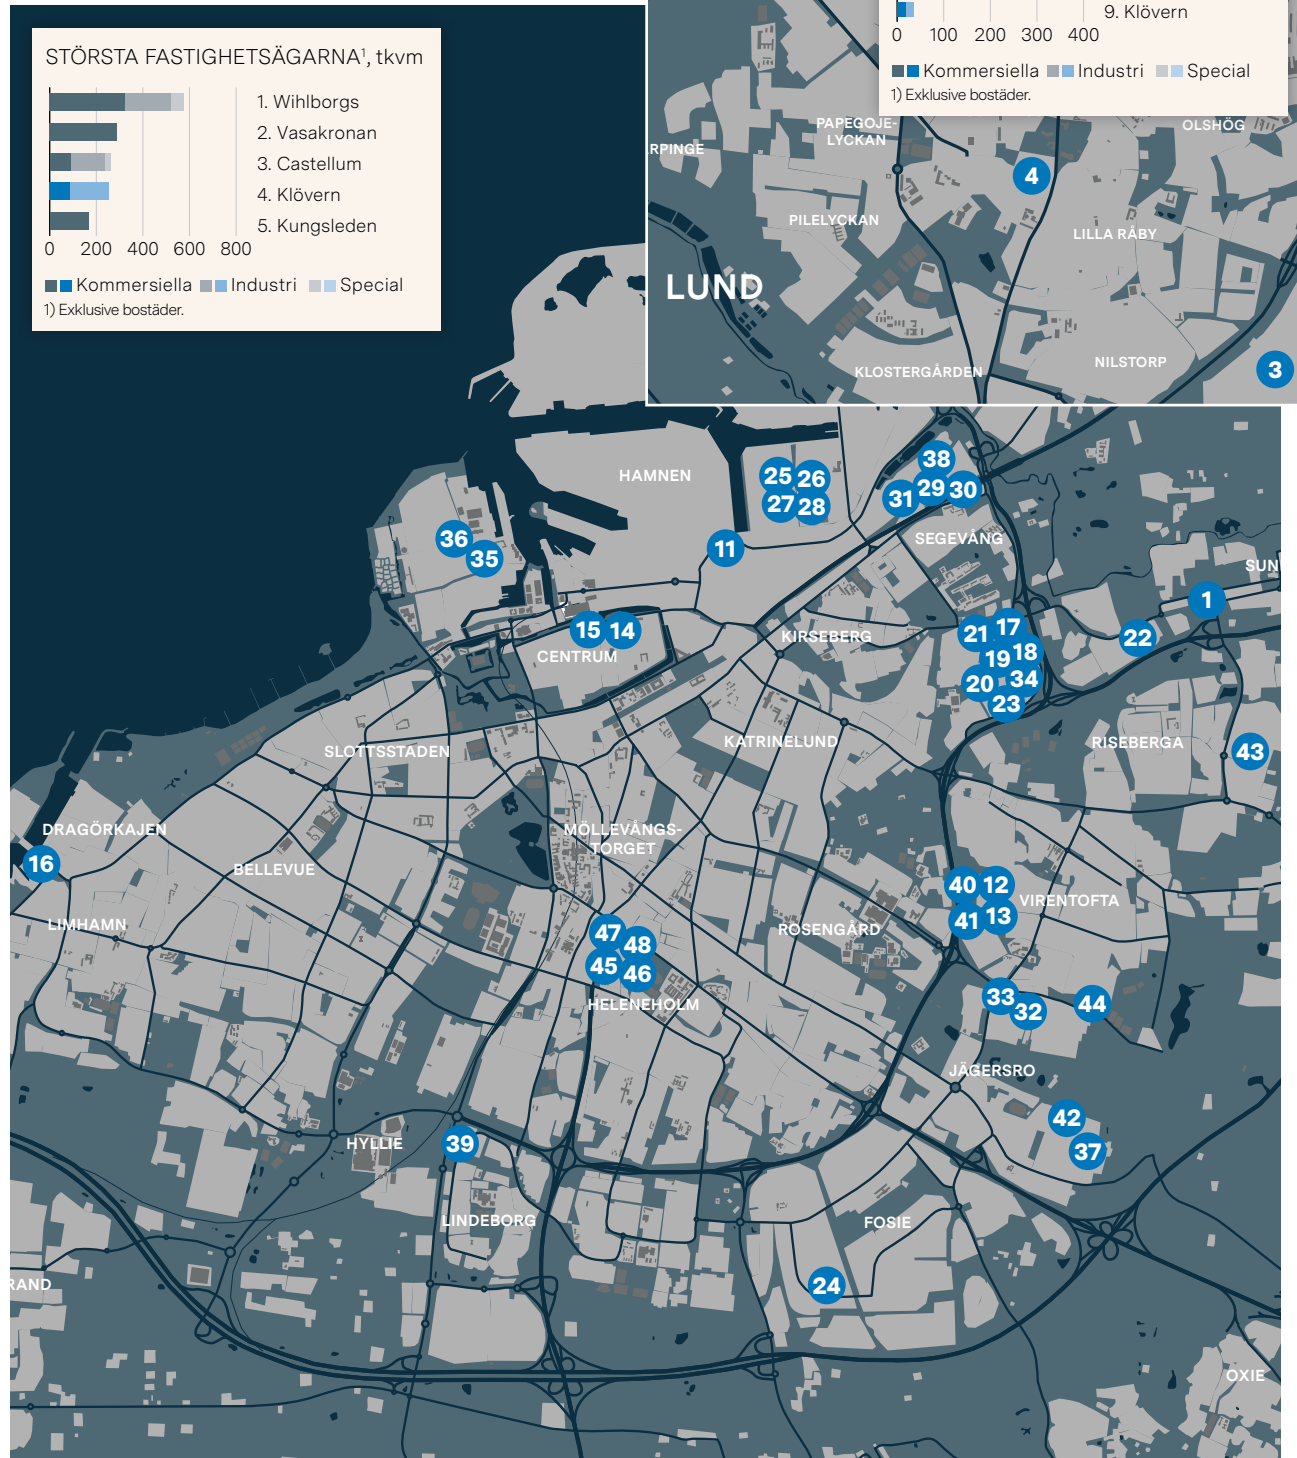 STÖRSTA FASTIGHETSÄGARNA¹, tkvm
1. Wihlborgs
2. Vasakronan
3. Castellum
4. Klövern
5. Kungsleden
0 200 400 600 800
Kommersiella Industri Special
1) Exklusive bostäder.
9. Klövern
0 100 200 300 400
Kommersiella Industri Special
1) Exklusive bostäder.
RPINGE
PAPEGOJE-
LYCKAN
OLSHÖG
4
PILELYCKAN
LILLA RÅBY
LUND
KLOSTERGÅRDEN
NILSTORP
3
HAMNEN
25 26
27 28
38
31 29 30
36
35
11
SEGEVÅNG
SUN
1
15 14
CENTRUM
KIRSEBERG
21 17
22
19 18
20 34
23
SLOTTSSTADEN
KATRINELUND
RISEBERGA
43
DRAGÖRKAJEN
MÖLLEVÅNGS-
TORGET
16
BELLEVUE
40 12
VIRENTOFTA
LIMHAMN
41 13
47
48
ROSENGÅRD
45 46
HELENEHOLM
33
32
44
JÄGERSRO
42
37
HYLLIE
39
LINDEBORG
FOSIE
RAND
24
OXIE